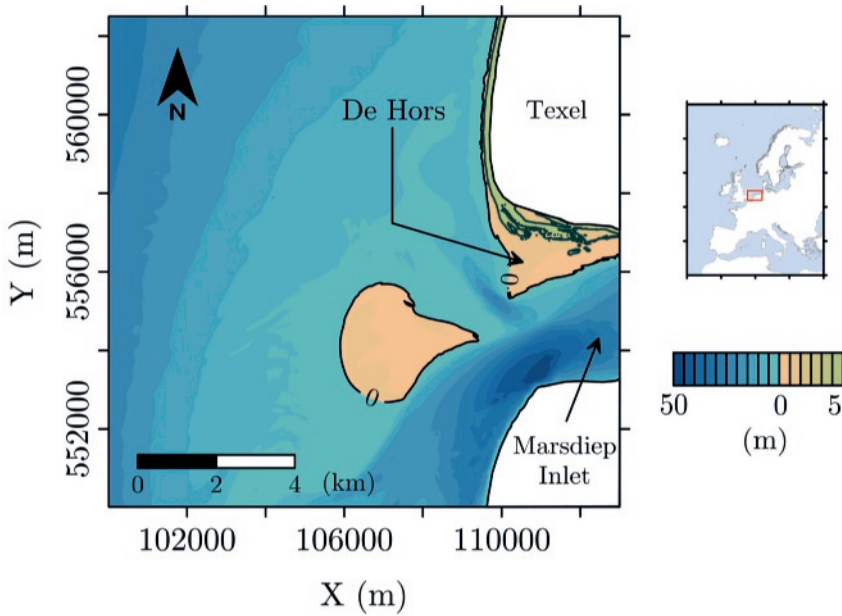 560000
556000
552000
Y (m)
N
De Hors
Texel
0
0
Marsdiep
Inlet
0 2 4 (km)
102000 106000 110000
X (m)
50 0 5
(m)